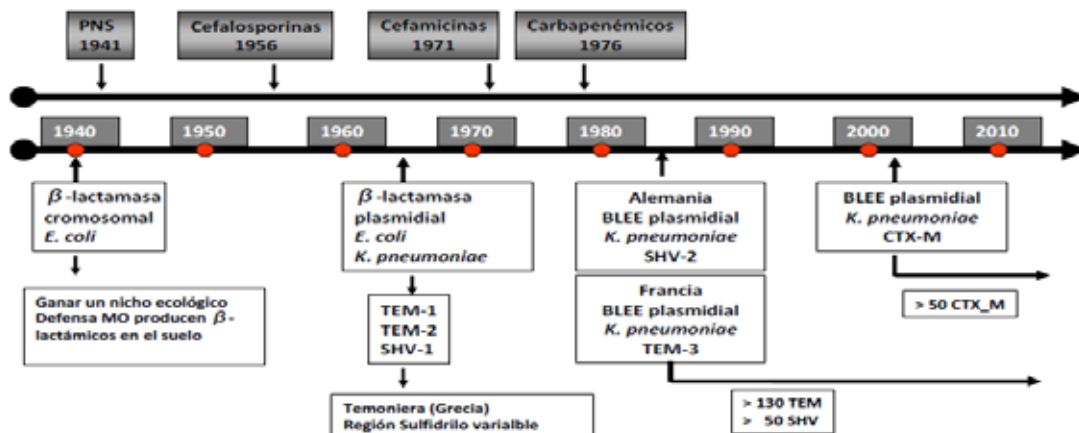 PNS
1941
Cefalosporinas
1956
Cefamicinas
1971
Carbapenémicos
1976
1940
1950
1960
1970
1980
1990
2000
2010
β-lactamasa
cromosomal
E. coli
Ganar un nicho ecológico
Defensa MO producen β-
lactámicos en el suelo
β-lactamasa
plasmidial
E. coli
K. pneumoniae
TEM-1
TEM-2
SHV-1
Temoniera (Grecia)
Región Sulfidrilo varialble
Alemania
BLEE plasmidial
K. pneumoniae
SHV-2
Francia
BLEE plasmidial
K. pneumoniae
TEM-3
> 130 TEM
> 50 SHV
BLEE plasmidial
K. pneumoniae
CTX-M
> 50 CTX_M